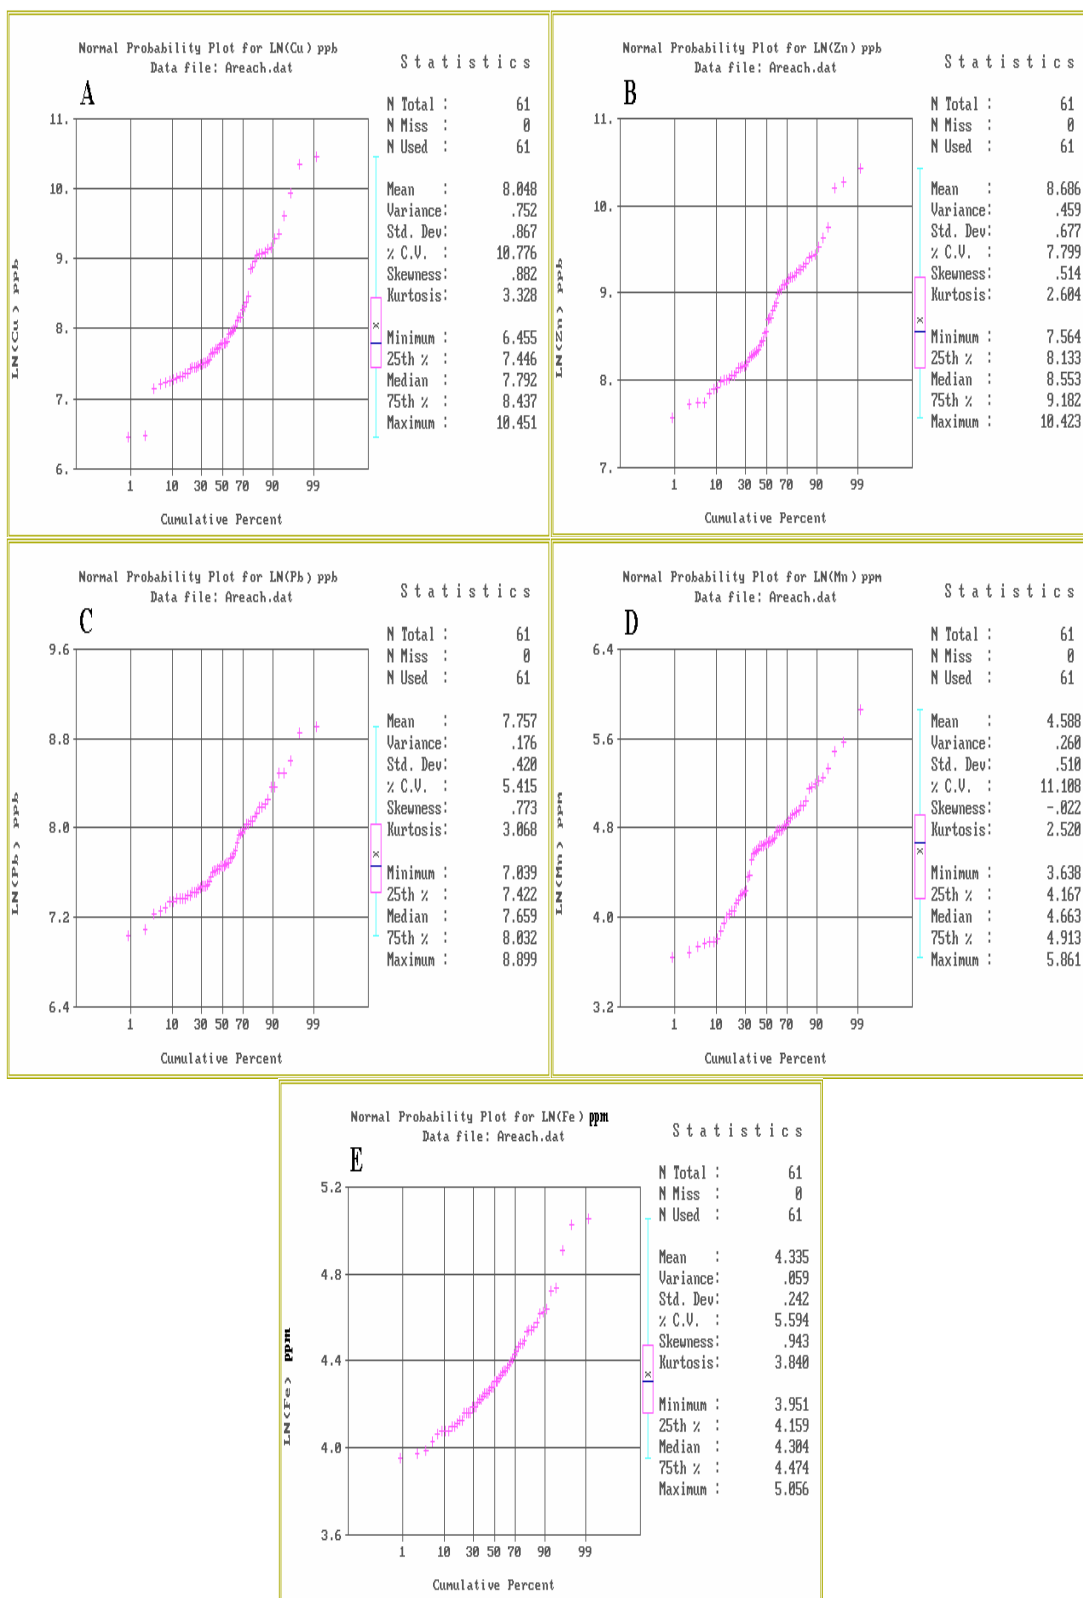 Normal Probability Plot for LN(Cu) ppb
Data file: Areach.dat
A
Statistics
N Total : 61
N Miss : 0
N Used : 61
Mean : 8.048
Variance: .752
Std. Dev: .867
% C.V. : 10.776
Skewness: .882
Kurtosis: 3.328
Minimum : 6.455
25th % : 7.446
Median : 7.792
75th % : 8.437
Maximum : 10.451
LN(Cu) ppb
11.
10.
9.
8.
7.
6.
1 10 30 50 70 90 99
Cumulative Percent
Normal Probability Plot for LN(Zn) ppb
Data file: Areach.dat
B
Statistics
N Total : 61
N Miss : 0
N Used : 61
Mean : 8.686
Variance: .459
Std. Dev: .677
% C.V. : 7.799
Skewness: .514
Kurtosis: 2.604
Minimum : 7.564
25th % : 8.133
Median : 8.553
75th % : 9.182
Maximum : 10.423
LN(Zn) ppb
11.
10.
9.
8.
7.
1 10 30 50 70 90 99
Cumulative Percent
Normal Probability Plot for LN(Pb) ppb
Data file: Areach.dat
C
Statistics
N Total : 61
N Miss : 0
N Used : 61
Mean : 7.757
Variance: .176
Std. Dev: .420
% C.V. : 5.415
Skewness: .773
Kurtosis: 3.068
Minimum : 7.039
25th % : 7.422
Median : 7.659
75th % : 8.032
Maximum : 8.899
LN(Pb) ppb
9.6
8.8
8.0
7.2
6.4
1 10 30 50 70 90 99
Cumulative Percent
Normal Probability Plot for LN(Mn) ppm
Data file: Areach.dat
D
Statistics
N Total : 61
N Miss : 0
N Used : 61
Mean : 4.588
Variance: .260
Std. Dev: .510
% C.V. : 11.108
Skewness: -.022
Kurtosis: 2.520
Minimum : 3.638
25th % : 4.167
Median : 4.663
75th % : 4.913
Maximum : 5.861
LN(Mn) ppm
6.4
5.6
4.8
4.0
3.2
1 10 30 50 70 90 99
Cumulative Percent
Normal Probability Plot for LN(Fe) ppm
Data file: Areach.dat
E
Statistics
N Total : 61
N Miss : 0
N Used : 61
Mean : 4.335
Variance: .059
Std. Dev: .242
% C.V. : 5.594
Skewness: .943
Kurtosis: 3.840
Minimum : 3.951
25th % : 4.159
Median : 4.304
75th % : 4.474
Maximum : 5.056
LN(Fe) ppm
5.2
4.8
4.4
4.0
3.6
1 10 30 50 70 90 99
Cumulative Percent